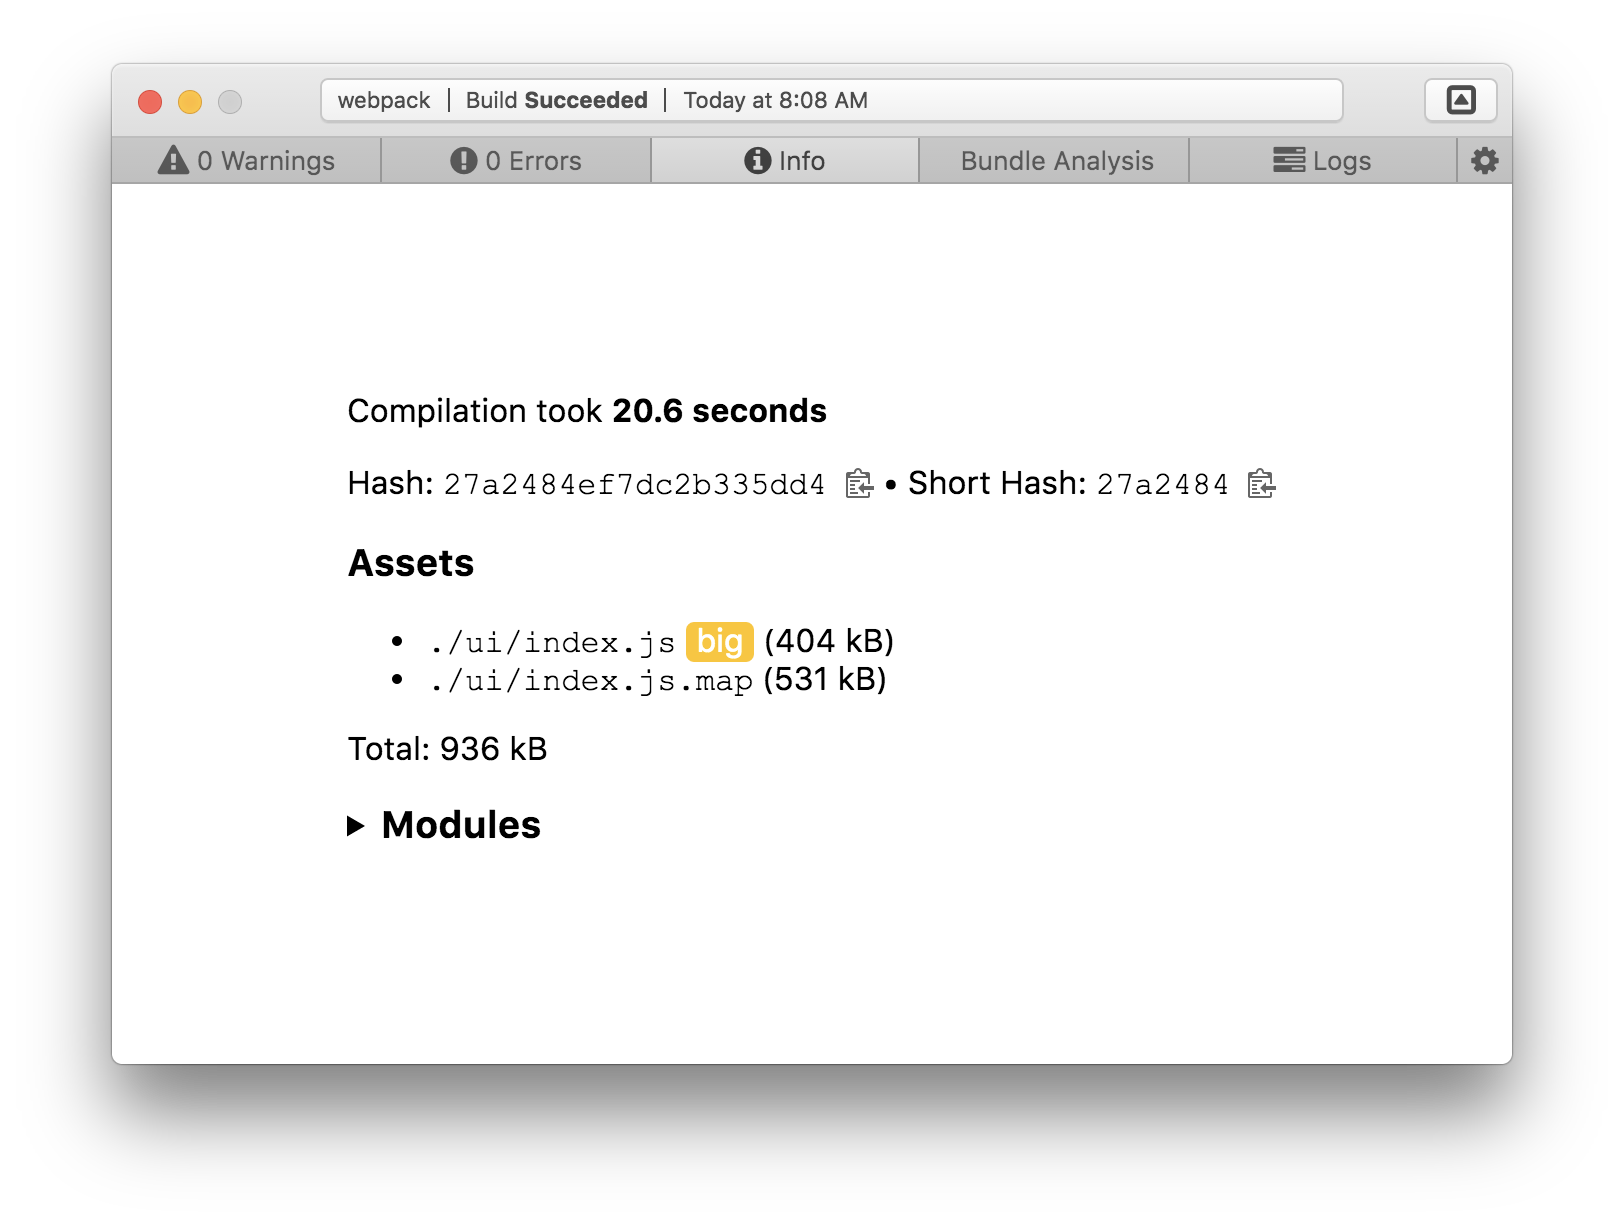 webpack | Build Succeeded | Today at 8:08 AM
0 Warnings
0 Errors
Info
Bundle Analysis
Logs
Compilation took 20.6 seconds
Hash: 27a2484ef7dc2b335dd4 • Short Hash: 27a2484
Assets
• ./ui/index.js big (404 kB)
• ./ui/index.js.map (531 kB)
Total: 936 kB
Modules